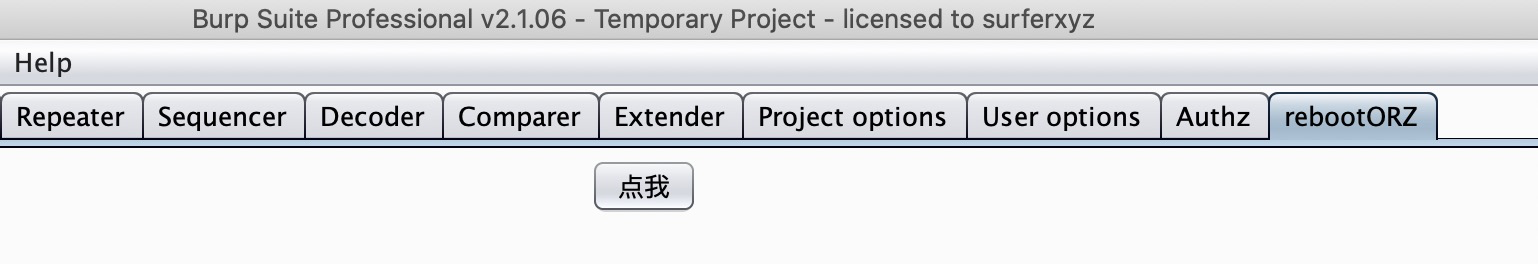 Burp Suite Professional v2.1.06 - Temporary Project - licensed to surferxyz
Help
Repeater Sequencer Decoder Comparer Extender Project options User options Authz rebootORZ
点我